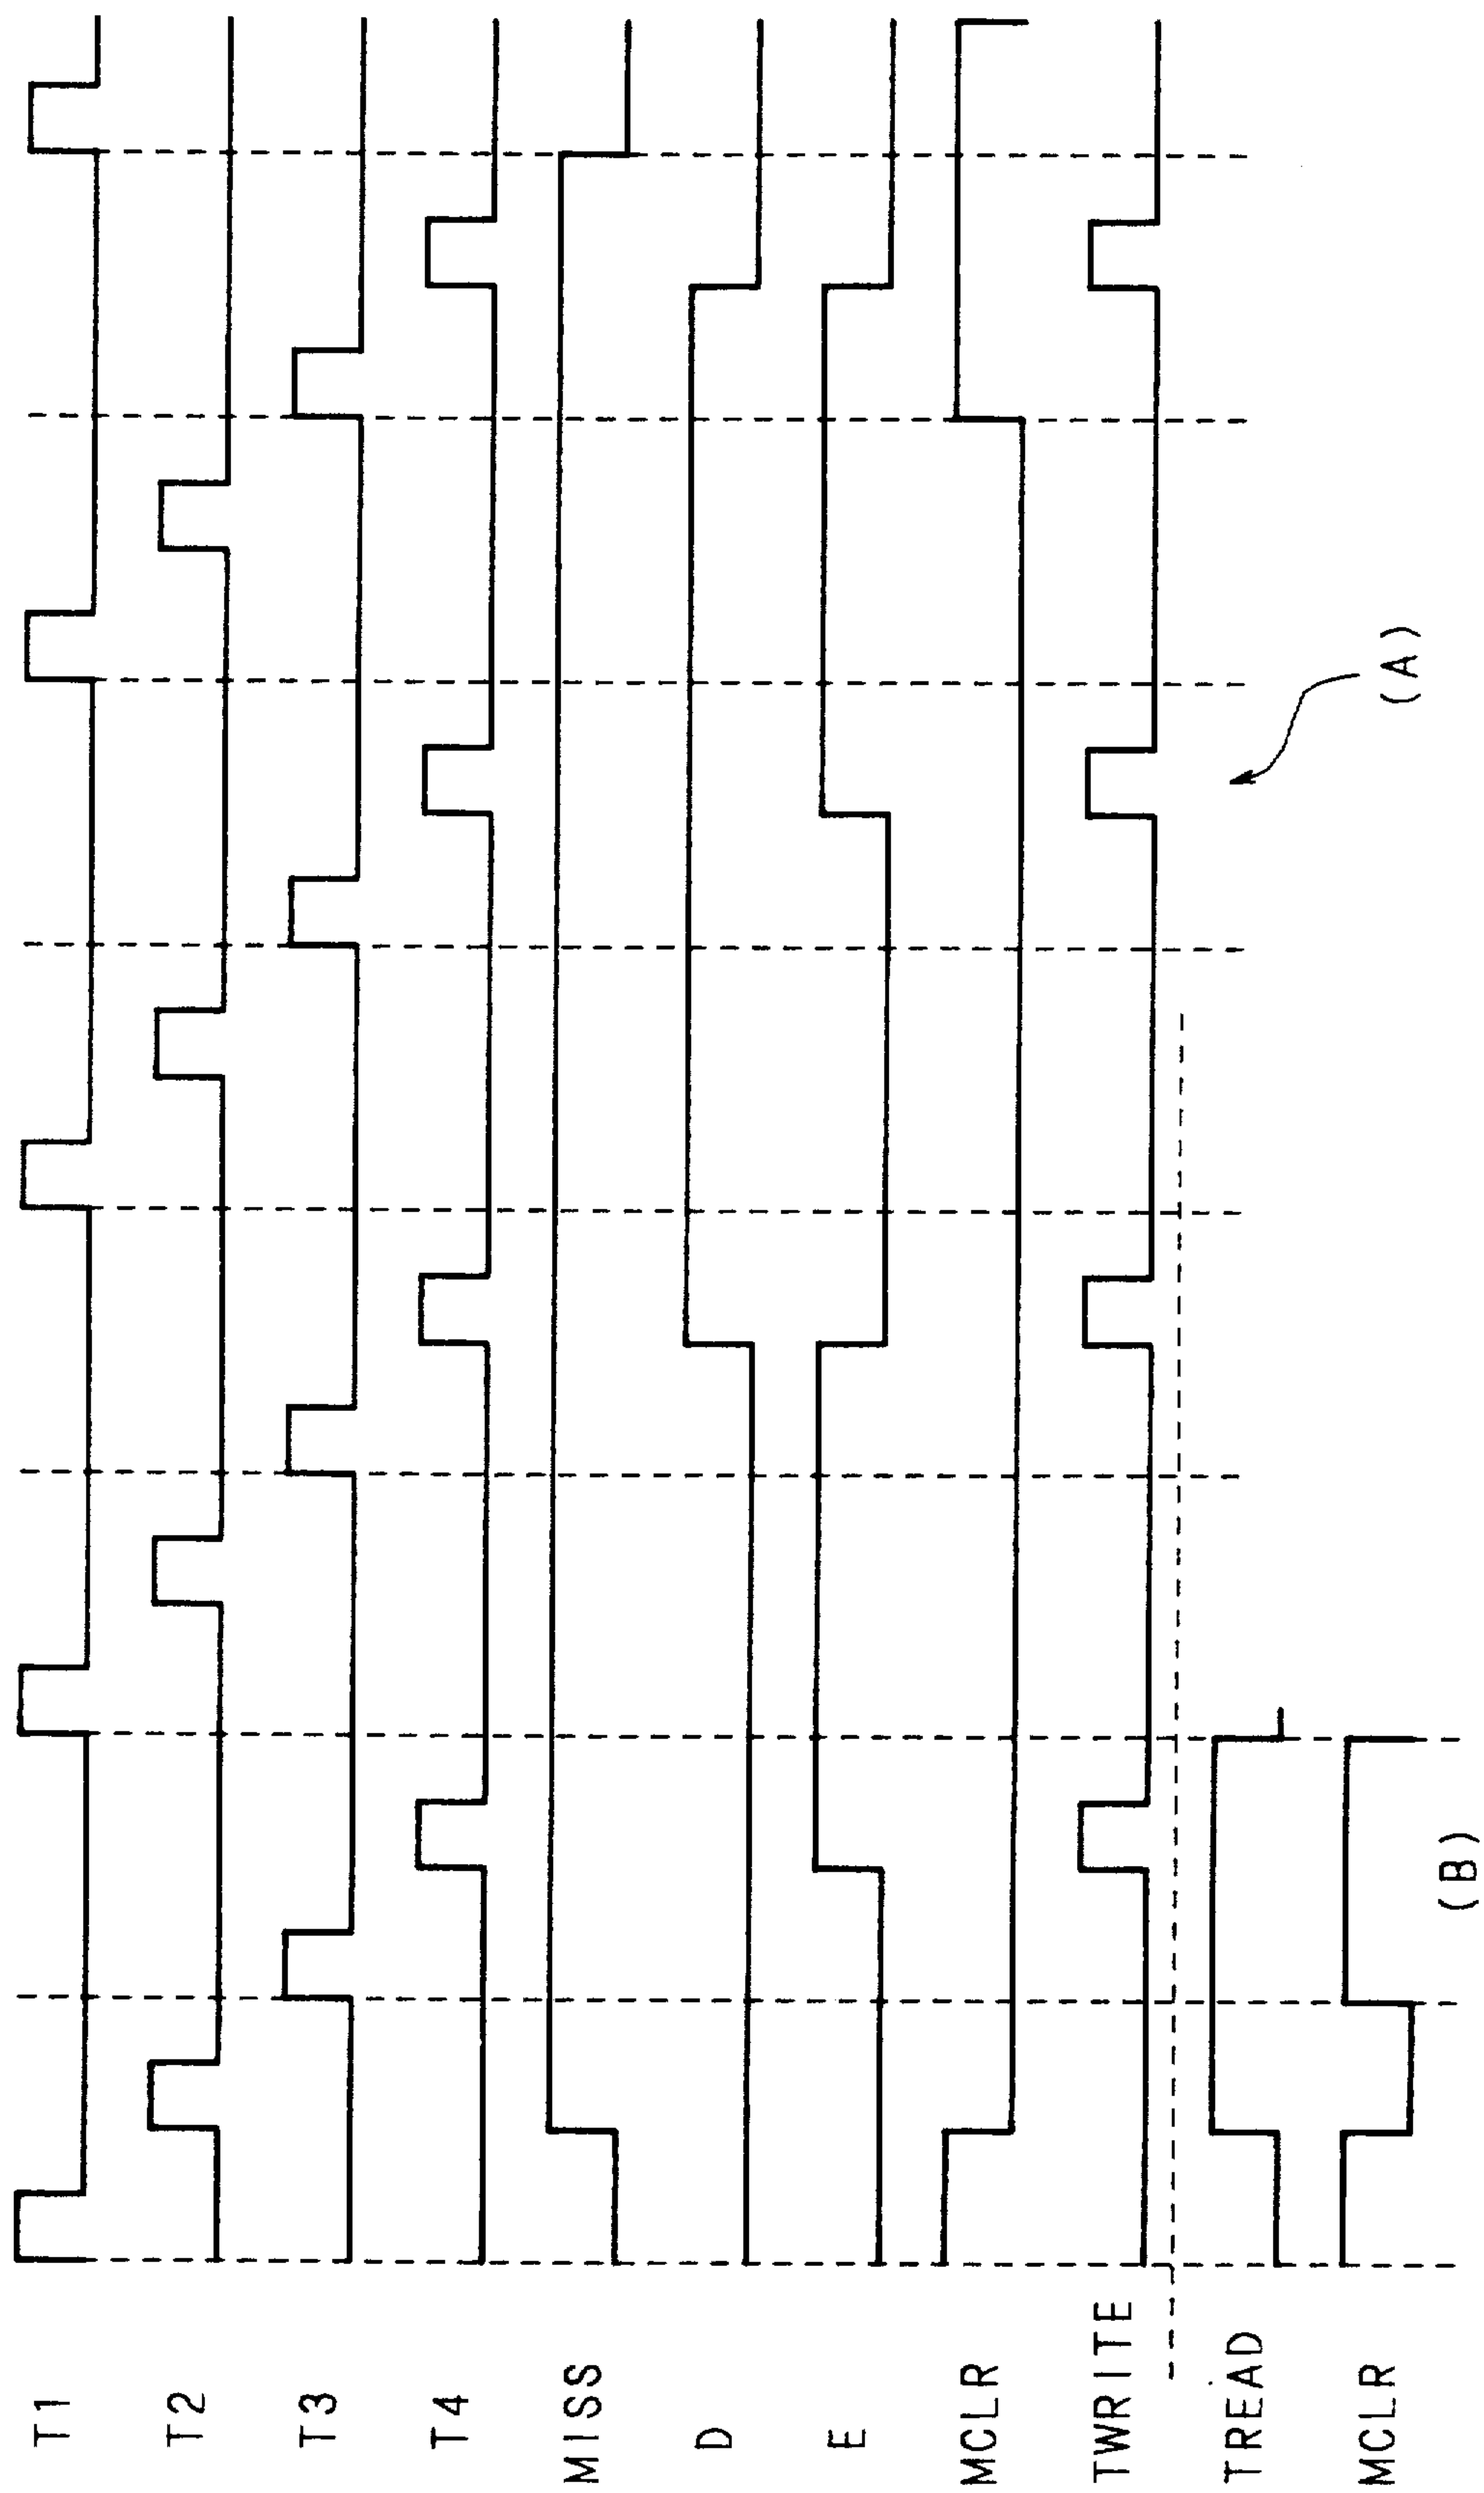 T1
T2
T3
T4
MISS
D
E
MCLR
TWRITE
TREAD
MCLR
(A)
(B)